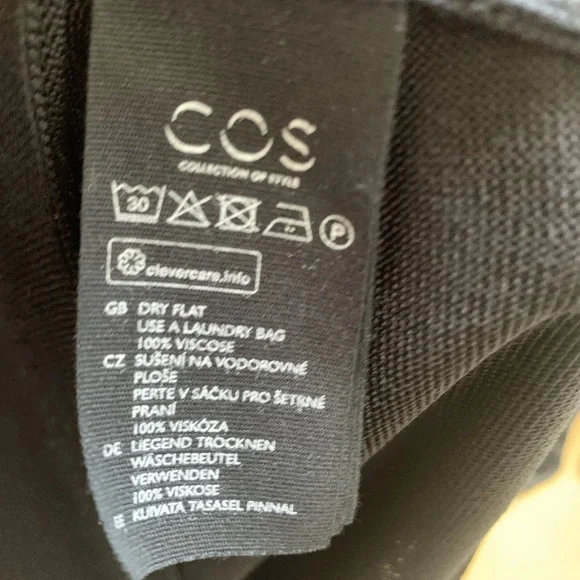 COS
COLLECTION OF STYLE
30
P
clevercare.info
GB DRY FLAT
USE A LAUNDRY BAG
100% VISCOSE
CZ SUŠENÍ NA VODOROVNÉ
PLOŠE
PERTE V SÁČKU PRO ŠETRNÉ
PRANÍ
100% VISKÓZA
DE LIEGEND TROCKNEN
WÄSCHEBEUTEL
VERWENDEN
100% VISKOSE
EE KUIVATA TASASEL PINNAL